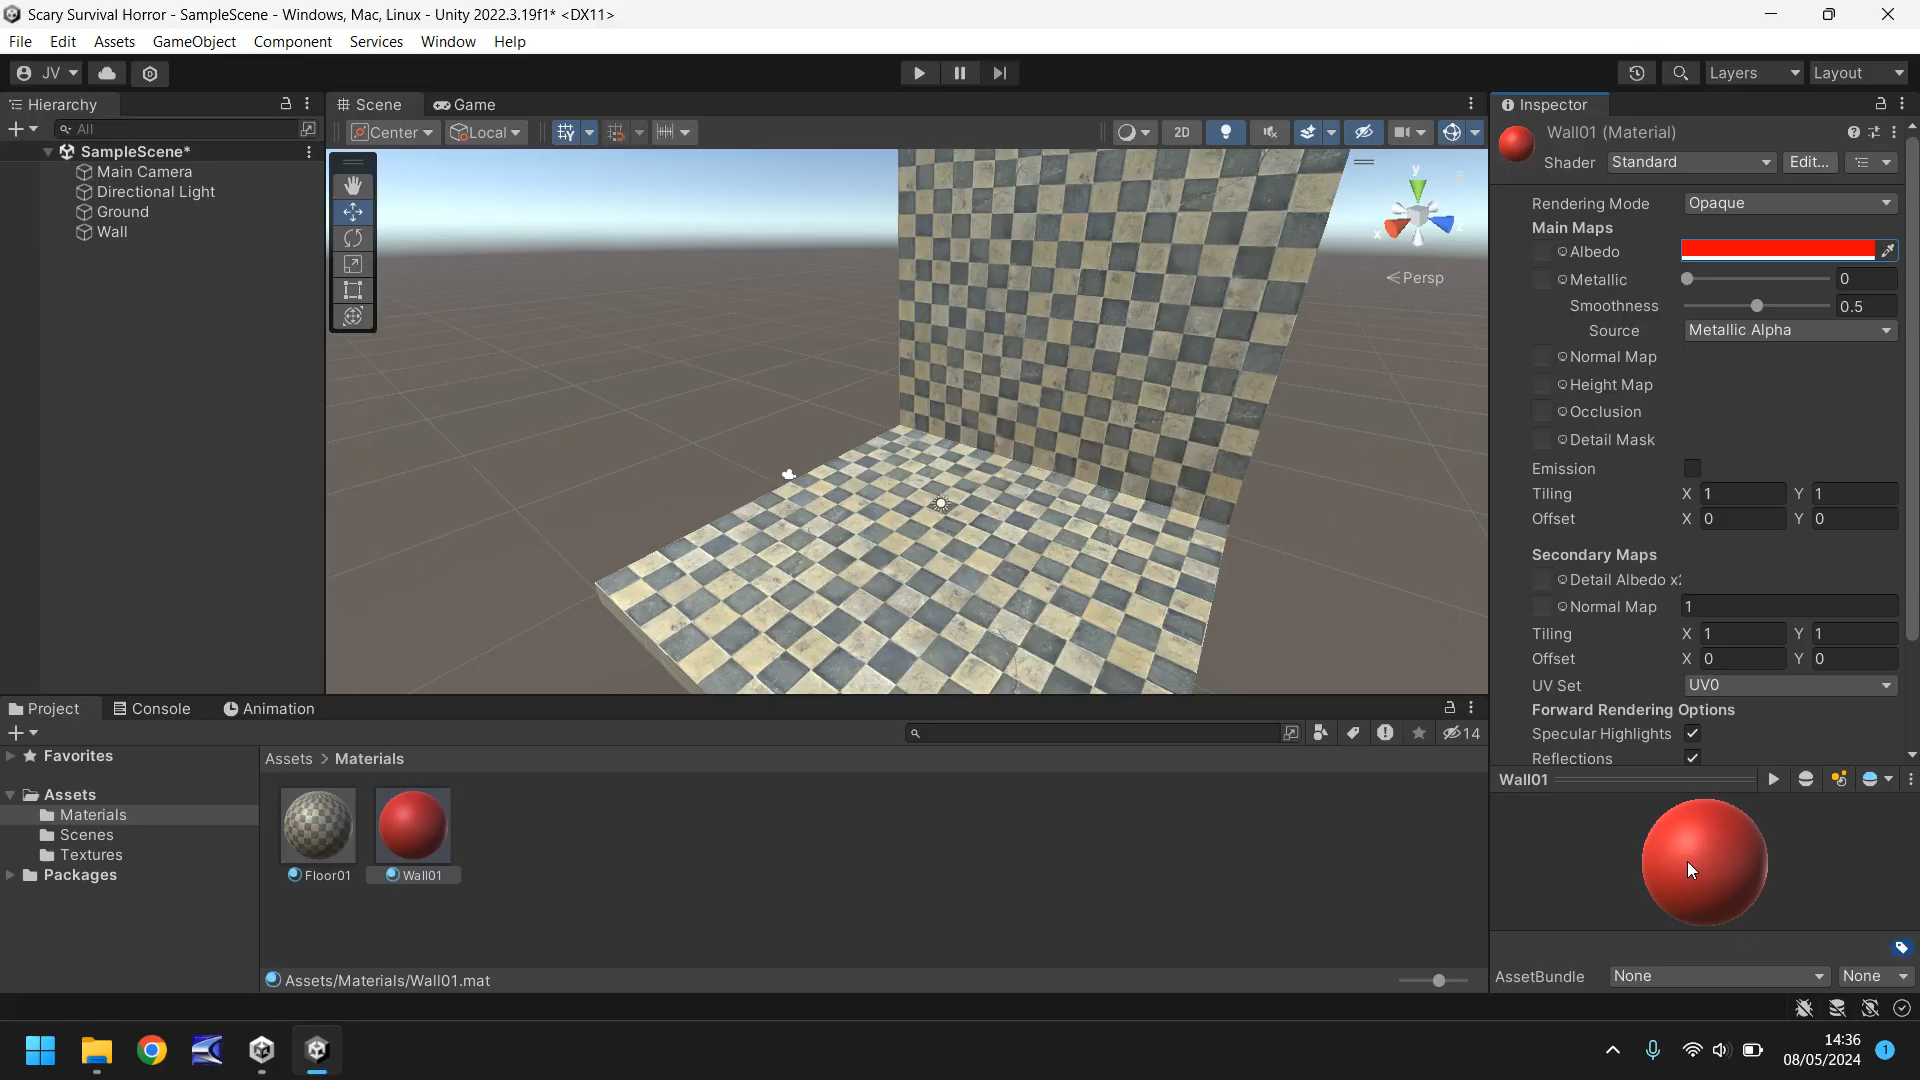 Scary Survival Horror - SampleScene - Windows, Mac, Linux - Unity 2022.3.19f1* <DX11>
File Edit Assets GameObject Component Services Window Help
JV Layers Layout
Hierarchy
Scene Game
Inspector
All
Center Local
2D
Wall01 (Material)
Shader Standard Edit...
SampleScene*
Main Camera
Directional Light
Ground
Wall
y
x
z
Persp
Rendering Mode Opaque
Main Maps
Albedo
Metallic 0
Smoothness 0.5
Source Metallic Alpha
Normal Map
Height Map
Occlusion
Detail Mask
Emission
Tiling X 1 Y 1
Offset X 0 Y 0
Secondary Maps
Detail Albedo x
Normal Map 1
Tiling X 1 Y 1
Offset X 0 Y 0
UV Set UV0
Forward Rendering Options
Specular Highlights
Reflections
Project Console Animation
14
Favorites
Assets
Materials
Scenes
Textures
Packages
Assets > Materials
Floor01 Wall01
Assets/Materials/Wall01.mat
Wall01
AssetBundle None None
14:36
08/05/2024
1